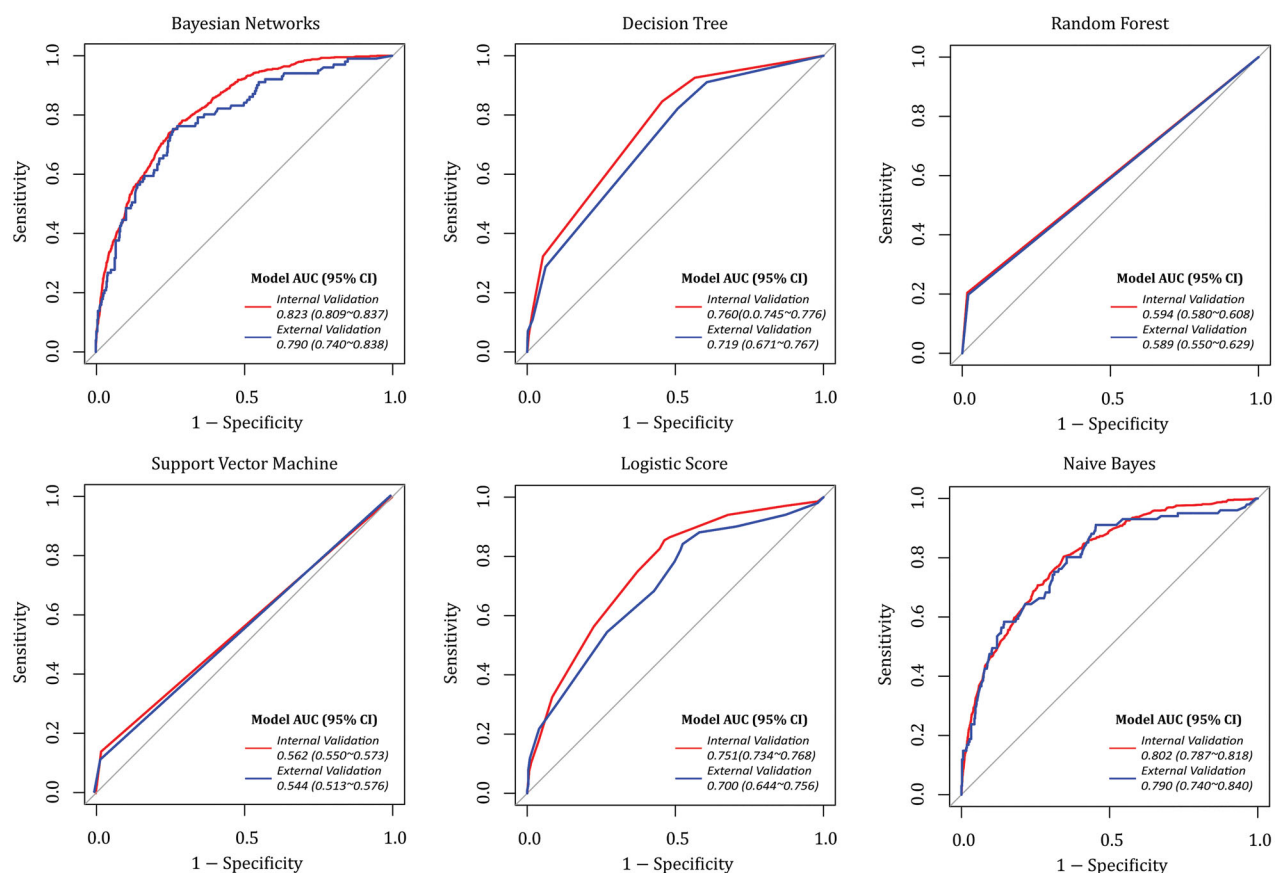 Bayesian Networks
Sensitivity
0.0 0.2 0.4 0.6 0.8 1.0
Model AUC (95% CI)
Internal Validation
0.823 (0.809~0.837)
External Validation
0.790 (0.740~0.838)
0.0 0.5 1.0
1 − Specificity
Decision Tree
Sensitivity
0.0 0.2 0.4 0.6 0.8 1.0
Model AUC (95% CI)
Internal Validation
0.760(0.0.745~0.776)
External Validation
0.719 (0.671~0.767)
0.0 0.5 1.0
1 − Specificity
Random Forest
Sensitivity
0.0 0.2 0.4 0.6 0.8 1.0
Model AUC (95% CI)
Internal Validation
0.594 (0.580~0.608)
External Validation
0.589 (0.550~0.629)
0.0 0.5 1.0
1 − Specificity
Support Vector Machine
Sensitivity
0.0 0.2 0.4 0.6 0.8 1.0
Model AUC (95% CI)
Internal Validation
0.562 (0.550~0.573)
External Validation
0.544 (0.513~0.576)
0.0 0.5 1.0
1 − Specificity
Logistic Score
Sensitivity
0.0 0.2 0.4 0.6 0.8 1.0
Model AUC (95% CI)
Internal Validation
0.751(0.734~0.768)
External Validation
0.700 (0.644~0.756)
0.0 0.5 1.0
1 − Specificity
Naive Bayes
Sensitivity
0.0 0.2 0.4 0.6 0.8 1.0
Model AUC (95% CI)
Internal Validation
0.802 (0.787~0.818)
External Validation
0.790 (0.740~0.840)
0.0 0.5 1.0
1 − Specificity